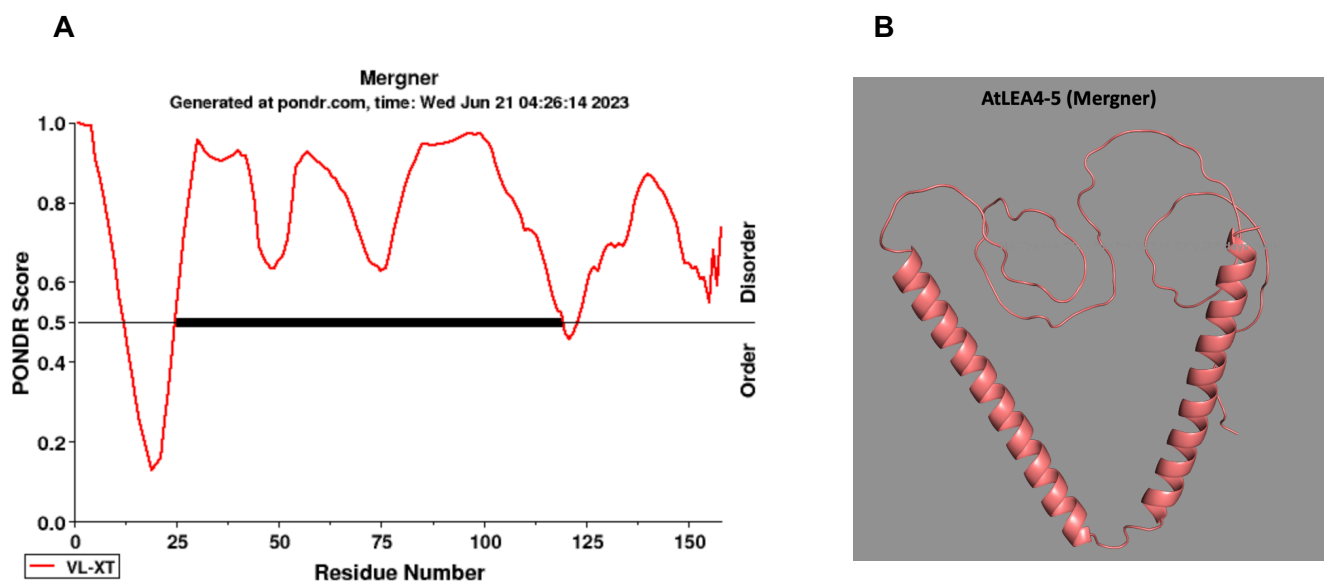 A
B
Mergner
Generated at pondr.com, time: Wed Jun 21 04:26:14 2023
1.0
0.8
0.6
0.5
0.4
0.2
0.0
PONDR Score
Disorder
Order
0
25
50
75
100
125
150
Residue Number
VL-XT
AtLEA4-5 (Mergner)